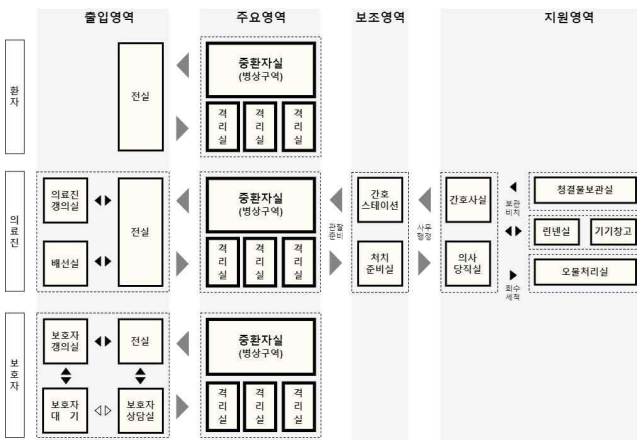 출입영역
주요영역
보조영역
지원영역
환자
전실
중환자실
(병상구역)
격리실
격리실
격리실
의료진
의료진
갱의실
배선실
전실
중환자실
(병상구역)
격리실
격리실
격리실
관찰
준비
간호
스테이션
처치
준비실
사무
행정
간호사실
의사
당직실
보관
비치
회수
세척
청결물보관실
린넨실
기기창고
오물처리실
보호자
보호자
갱의실
전실
보호자
대 기
보호자
상담실
중환자실
(병상구역)
격리실
격리실
격리실